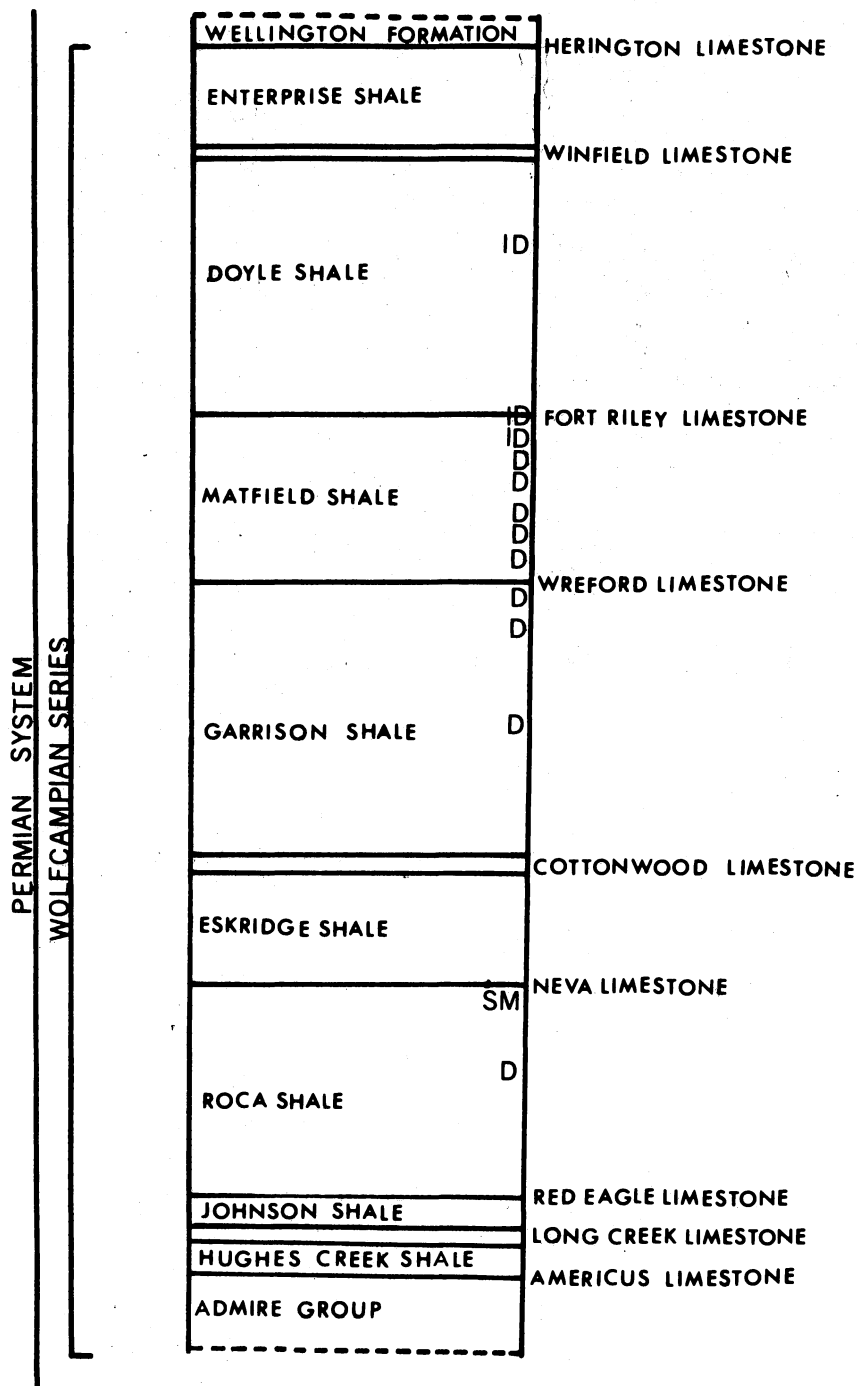 WELLINGTON FORMATION
HERINGTON LIMESTONE
ENTERPRISE SHALE
WINFIELD LIMESTONE
ID
DOYLE SHALE
ID
FORT RILEY LIMESTONE
ID
D
D
MATFIELD SHALE
D
D
D
WREFORD LIMESTONE
D
D
PERMIAN SYSTEM
WOLFCAMPIAN SERIES
GARRISON SHALE
D
COTTONWOOD LIMESTONE
ESKRIDGE SHALE
NEVA LIMESTONE
SM
D
ROCA SHALE
RED EAGLE LIMESTONE
JOHNSON SHALE
LONG CREEK LIMESTONE
HUGHES CREEK SHALE
AMERICUS LIMESTONE
ADMIRE GROUP